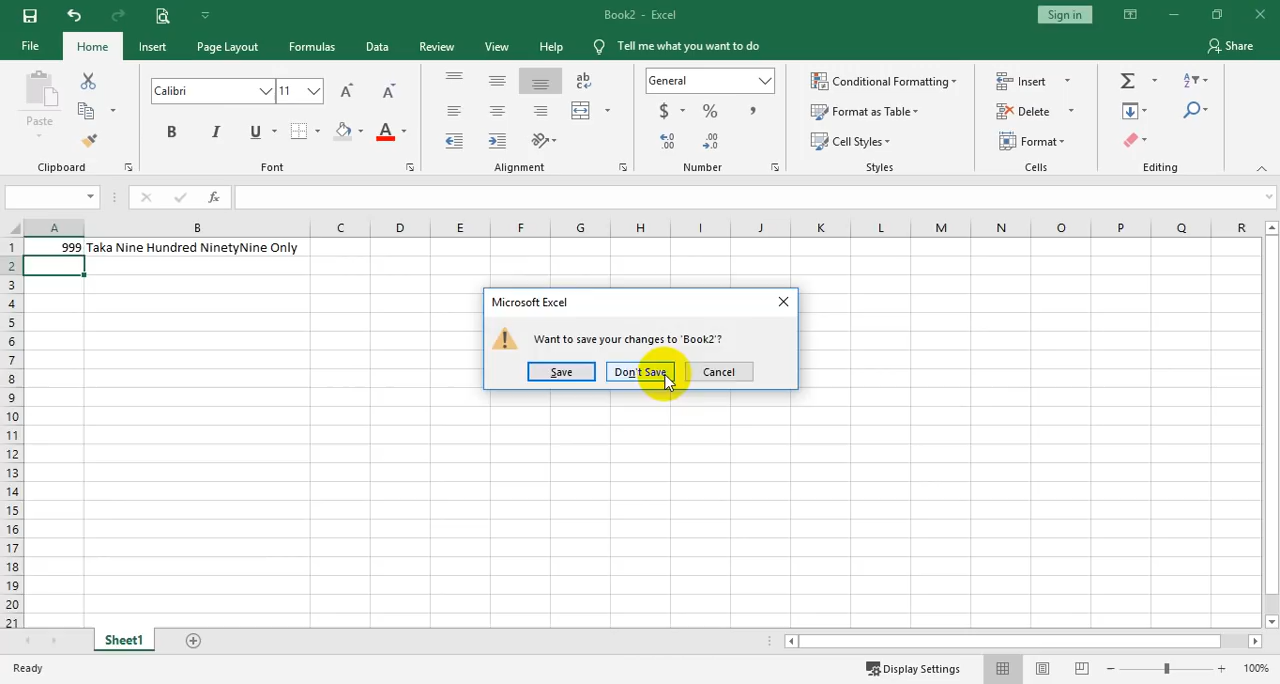 Book2 - Excel
Sign in
File Home Insert Page Layout Formulas Data Review View Help Tell me what you want to do Share
Paste
Calibri 11
B I U A
General
$ % ,
Conditional Formatting
Format as Table
Cell Styles
Insert
Delete
Format
Clipboard Font Alignment Number Styles Cells Editing
fx
A B C D E F G H I J K L M N O P Q R
1 999 Taka Nine Hundred NinetyNine Only
2
3
4
5
6
7
8
9
10
11
12
13
14
15
16
17
18
19
20
21
Microsoft Excel
Want to save your changes to 'Book2'?
Save Don't Save Cancel
Sheet1
Ready Display Settings 100%